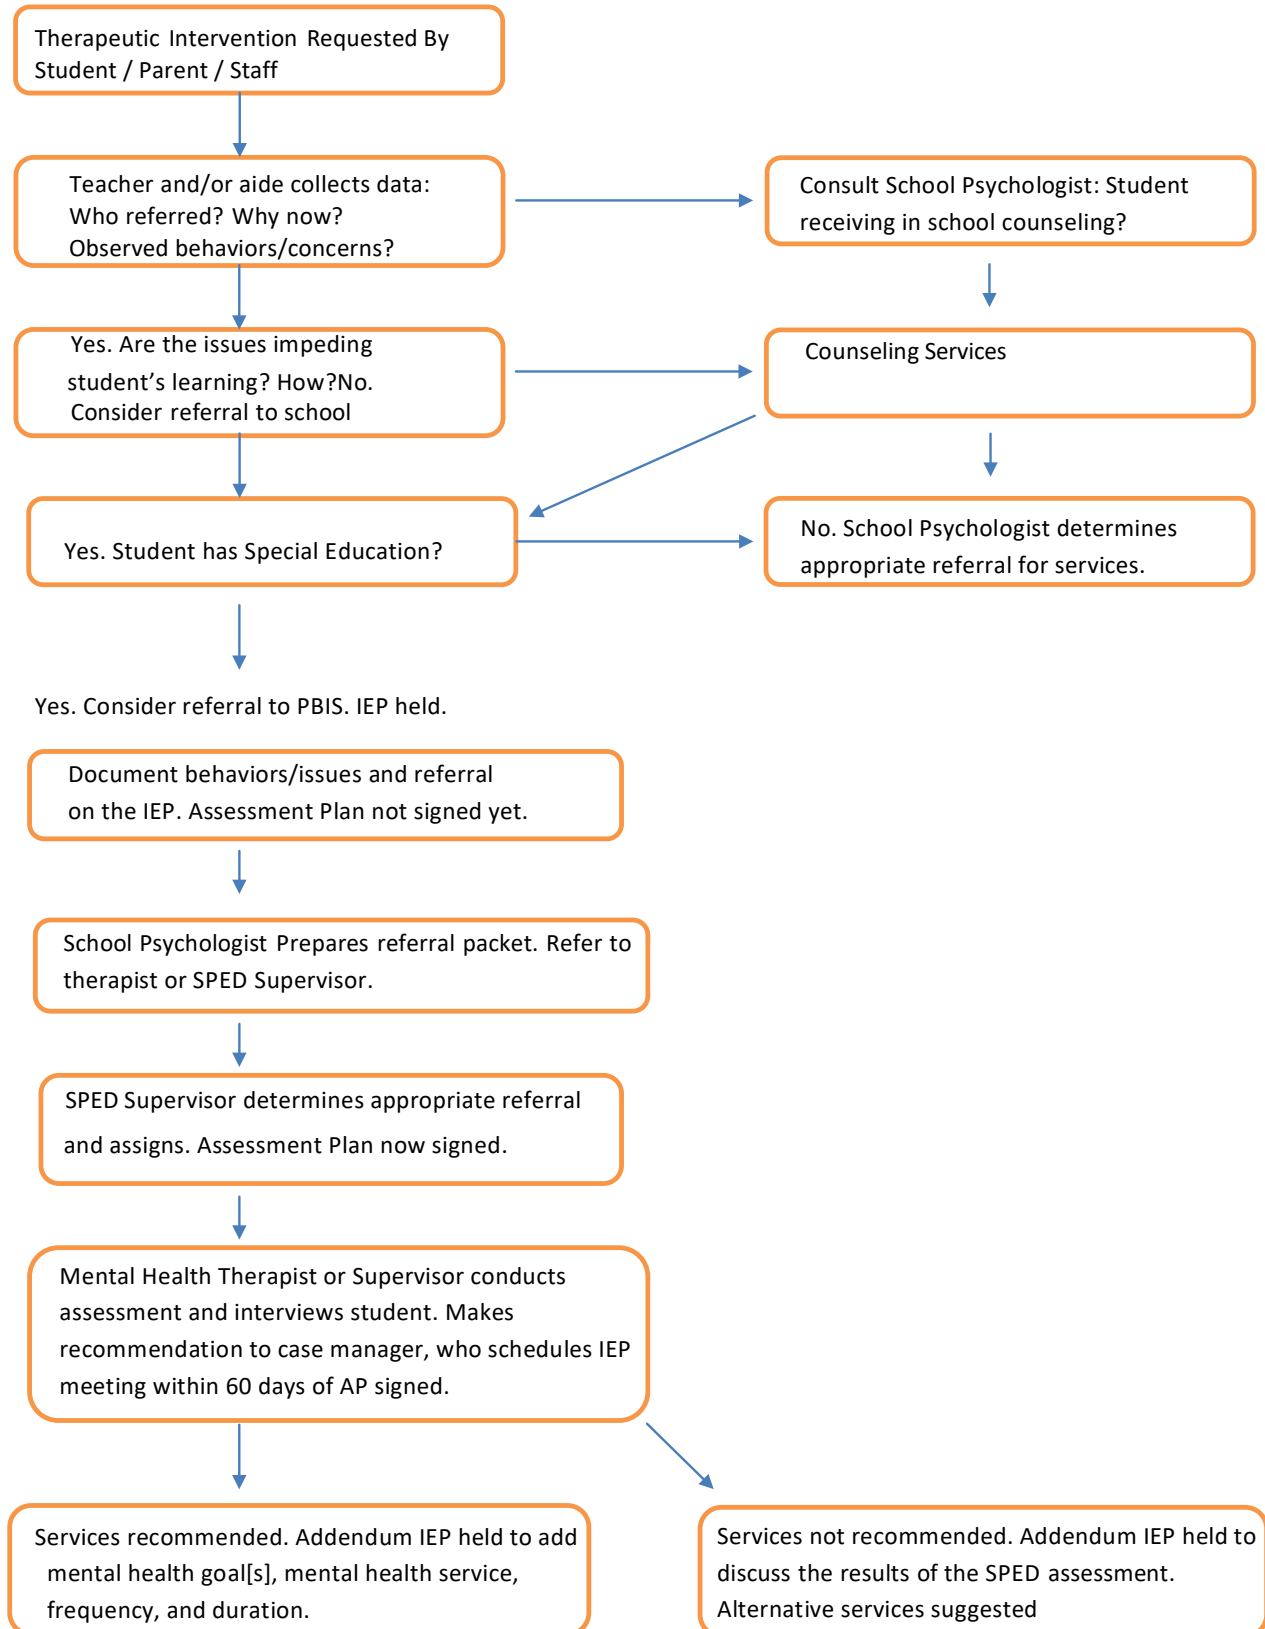 Therapeutic Intervention Requested By
Student / Parent / Staff
Teacher and/or aide collects data:
Who referred? Why now?
Observed behaviors/concerns?
Consult School Psychologist: Student
receiving in school counseling?
Yes. Are the issues impeding
student’s learning? How?No.
Consider referral to school
Counseling Services
Yes. Student has Special Education?
No. School Psychologist determines
appropriate referral for services.
Yes. Consider referral to PBIS. IEP held.
Document behaviors/issues and referral
on the IEP. Assessment Plan not signed yet.
School Psychologist Prepares referral packet. Refer to
therapist or SPED Supervisor.
SPED Supervisor determines appropriate referral
and assigns. Assessment Plan now signed.
Mental Health Therapist or Supervisor conducts
assessment and interviews student. Makes
recommendation to case manager, who schedules IEP
meeting within 60 days of AP signed.
Services recommended. Addendum IEP held to add
mental health goal[s], mental health service,
frequency, and duration.
Services not recommended. Addendum IEP held to
discuss the results of the SPED assessment.
Alternative services suggested